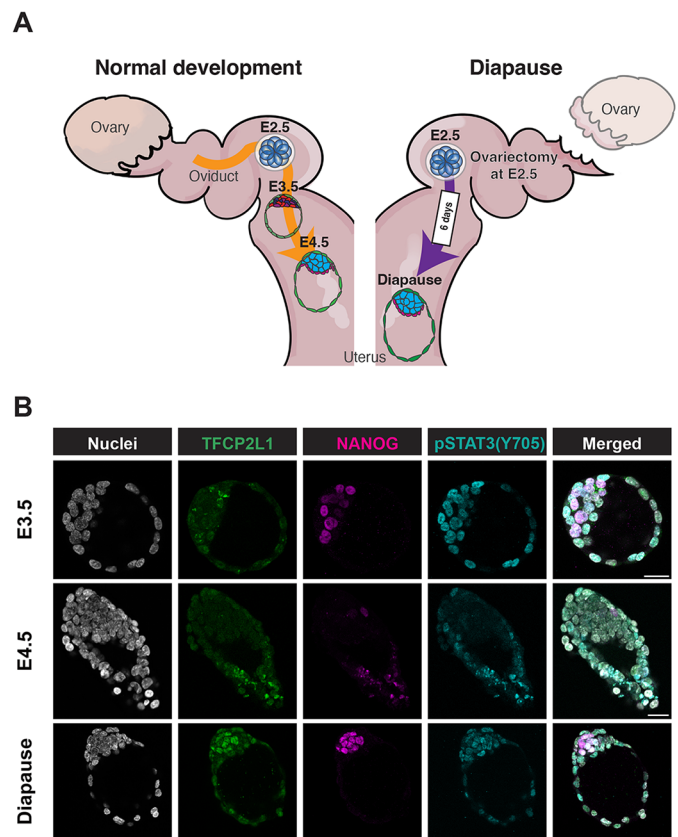 A
Normal development
Diapause
Ovary
Oviduct
E2.5
E3.5
E4.5
Uterus
Ovary
E2.5
Ovariectomy
at E2.5
6 days
Diapause
B
Nuclei TFCP2L1 NANOG pSTAT3(Y705) Merged
E3.5
E4.5
Diapause